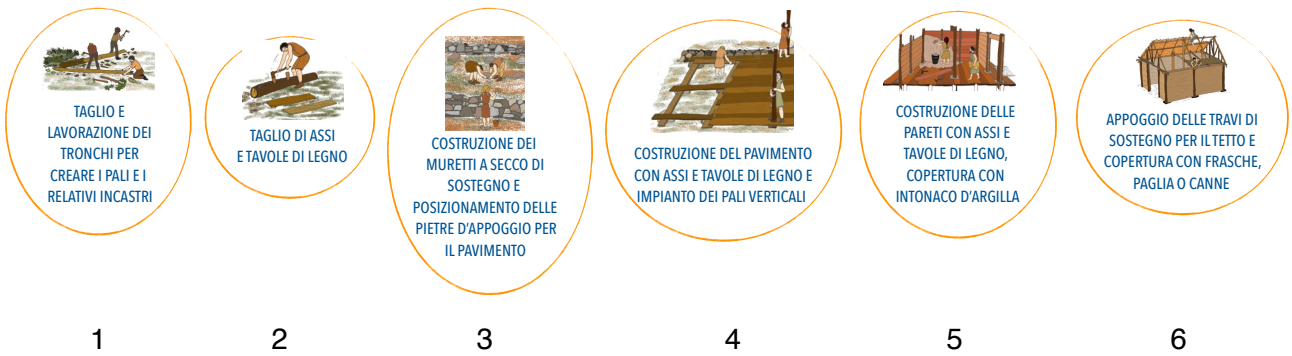 TAGLIO E
LAVORAZIONE DEI
TRONCHI PER
CREARE I PALI E I
RELATIVI INCASTRI
TAGLIO DI ASSI
E TAVOLE DI LEGNO
COSTRUZIONE DEI
MURETTI A SECCO DI
SOSTEGNO E
POSIZIONAMENTO DELLE
PIETRE D'APPOGGIO PER
IL PAVIMENTO
COSTRUZIONE DEL PAVIMENTO
CON ASSI E TAVOLE DI LEGNO E
IMPIANTO DEI PALI VERTICALI
COSTRUZIONE DELLE
PARETI CON ASSI E
TAVOLE DI LEGNO,
COPERTURA CON
INTONACO D'ARGILLA
APPOGGIO DELLE TRAVI DI
SOSTEGNO PER IL TETTO E
COPERTURA CON FRASCHE,
PAGLIA O CANNE
1 2 3 4 5 6